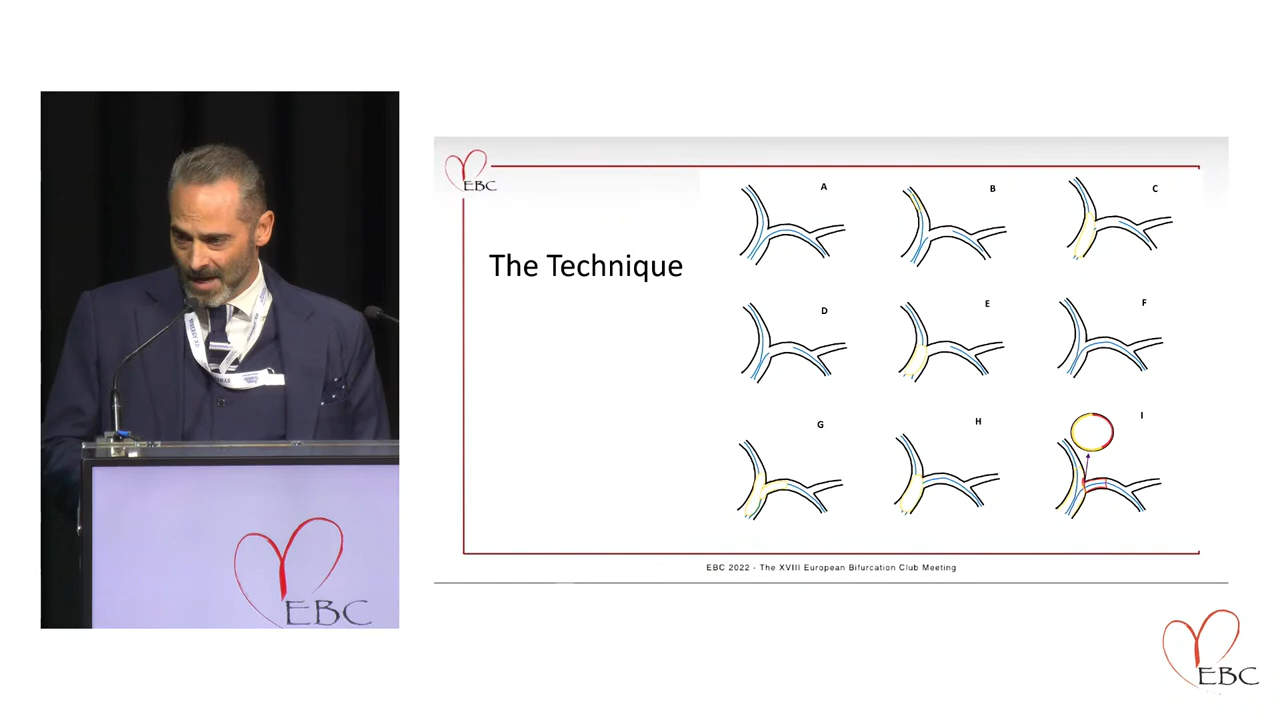 EBC
The Technique
A
B
C
D
E
F
G
H
I
EBC 2022 - The XVIII European Bifurcation Club Meeting
EBC
EBC